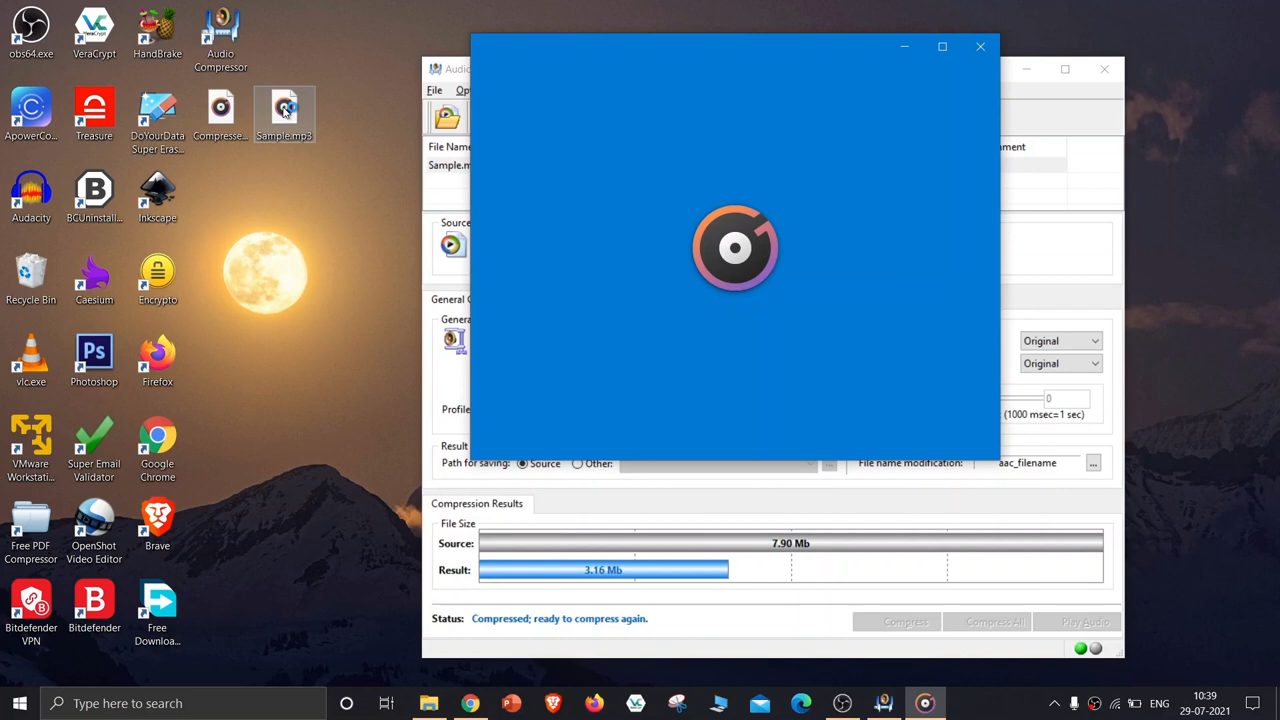 obs64.exe
VeraCrypt
HandBrake
Audio
Compressor
ApowerCo...
Treasure
DoYourData
Super Eras...
Compresse...
Sample.mp3
Audacity
BCUninstall...
Inkscape
Recycle Bin
Caesium
Encrypto
vlc.exe
Photoshop
Firefox
VMware
Workstati...
Super Email
Validator
Google
Chrome
Free PDF
Compressor
OpenShot
Video Editor
Brave
Bitdefender
VPN
Bitdefender
Free
Downloa...
Audio
File Opt
File Name
Sample.m
Source
General
Genera
Original
Original
0
Profile
(1000 msec=1 sec)
Result
Path for saving: Source Other: ... File name modification: aac_filename ...
Compression Results
File Size
Source: 7.90 Mb
Result: 3.16 Mb
Status: Compressed; ready to compress again.
Compress Compress All Play Audio
Type here to search
ENG
10:39
29-07-2021